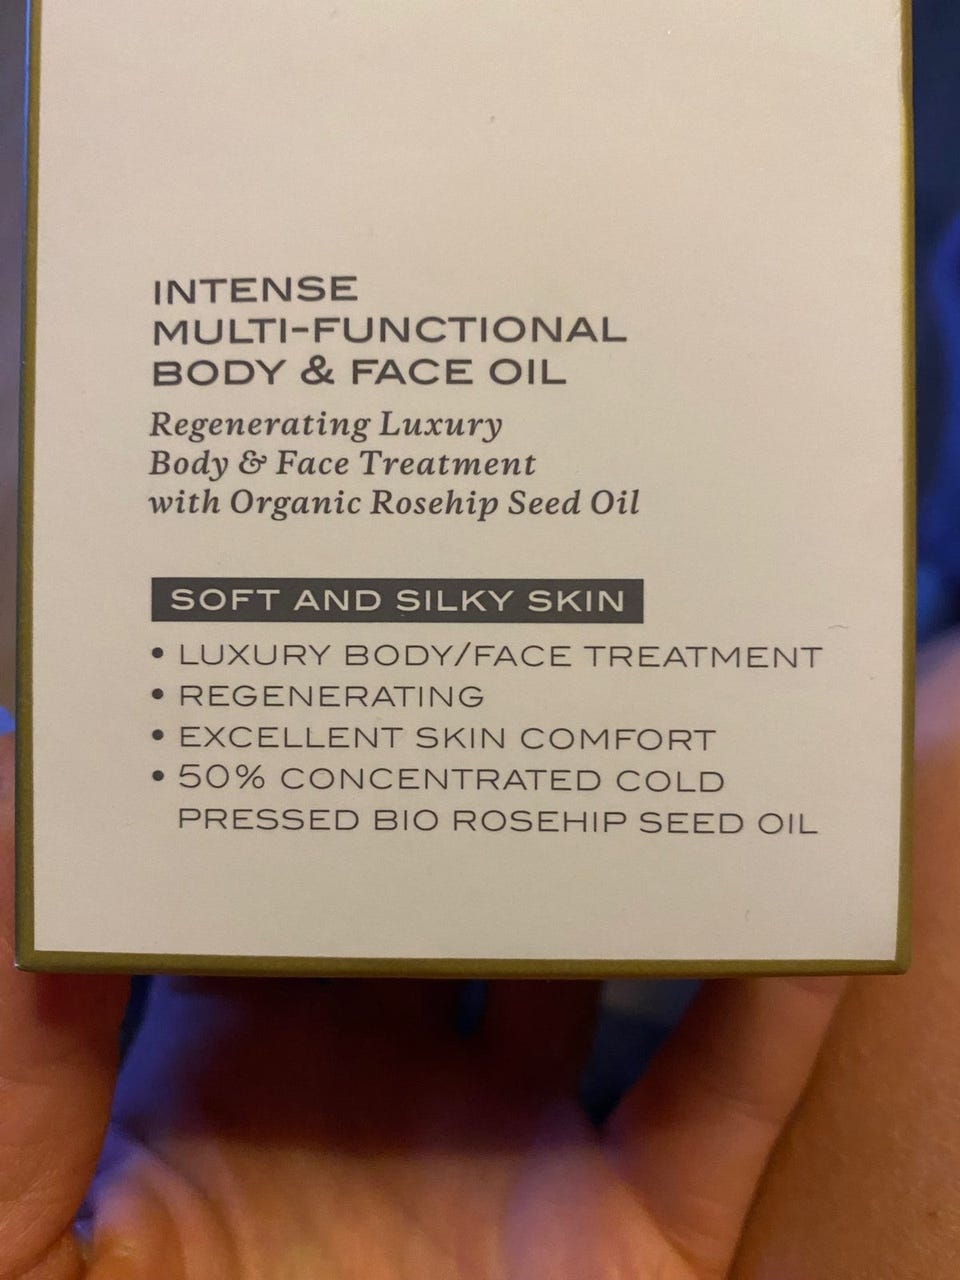 INTENSE
MULTI-FUNCTIONAL
BODY & FACE OIL
Regenerating Luxury
Body & Face Treatment
with Organic Rosehip Seed Oil
SOFT AND SILKY SKIN
• LUXURY BODY/FACE TREATMENT
• REGENERATING
• EXCELLENT SKIN COMFORT
• 50% CONCENTRATED COLD
PRESSED BIO ROSEHIP SEED OIL